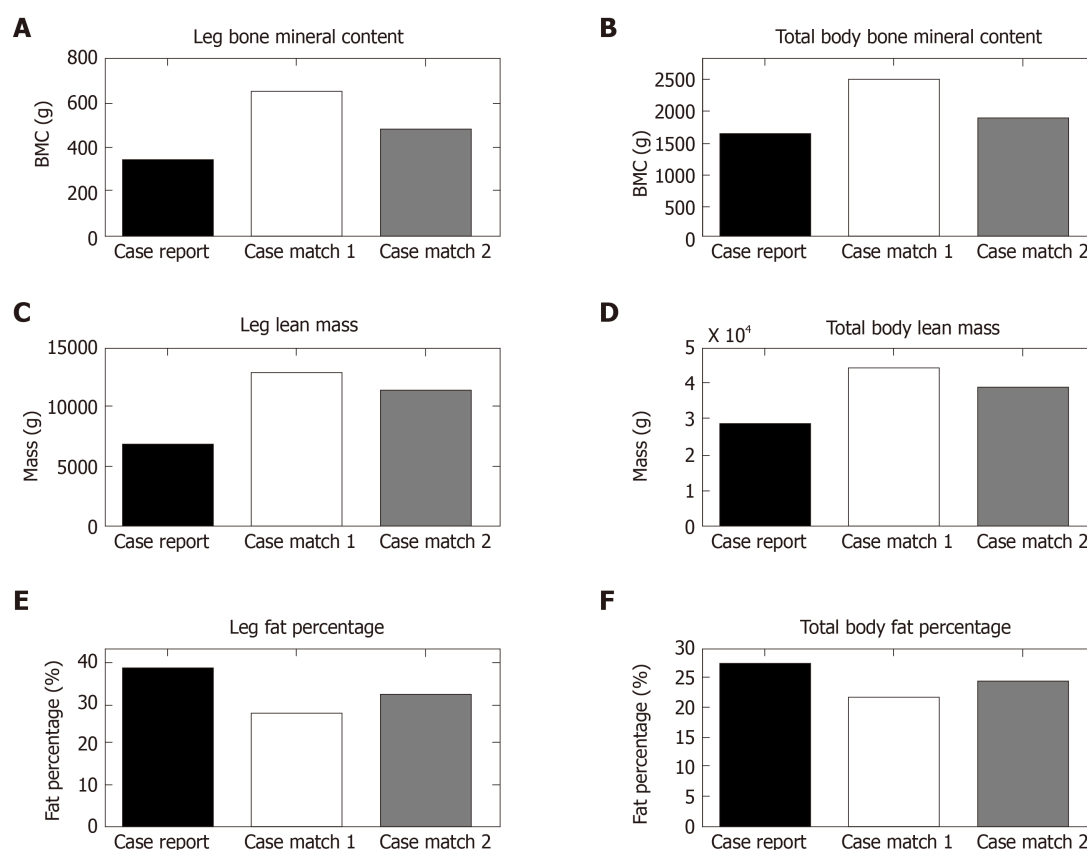 A
Leg bone mineral content
BMC (g)
800
600
400
200
0
Case report
Case match 1
Case match 2
B
Total body bone mineral content
BMC (g)
2500
2000
1500
1000
500
0
Case report
Case match 1
Case match 2
C
Leg lean mass
Mass (g)
15000
10000
5000
0
Case report
Case match 1
Case match 2
D
Total body lean mass
X 10⁴
Mass (g)
5
4
3
2
1
0
Case report
Case match 1
Case match 2
E
Leg fat percentage
Fat percentage (%)
40
30
20
10
0
Case report
Case match 1
Case match 2
F
Total body fat percentage
Fat percentage (%)
30
25
20
15
10
5
0
Case report
Case match 1
Case match 2